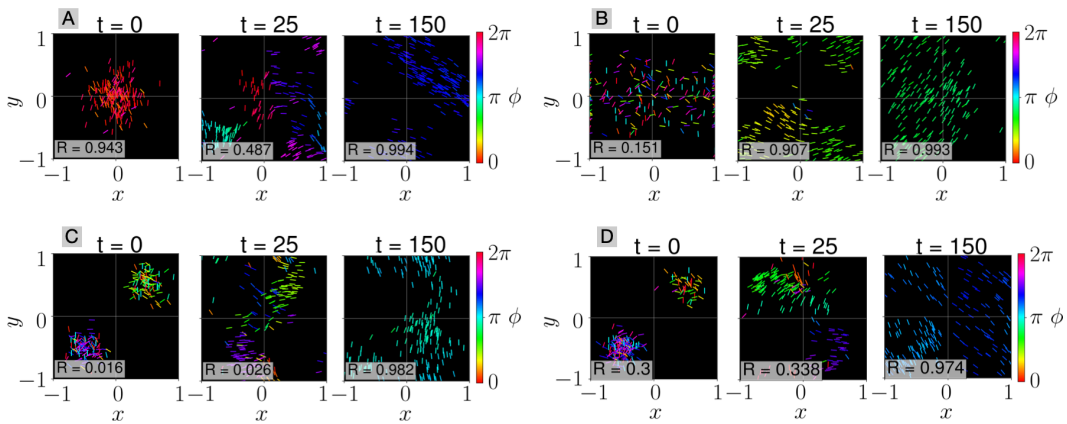 A
t = 0
t = 25
t = 150
1
0
−1
y
R = 0.943
R = 0.487
R = 0.994
−1 0 1
−1 0 1
x
x
x
2π
π ϕ
0
B
t = 0
t = 25
t = 150
1
0
−1
y
R = 0.151
R = 0.907
R = 0.993
−1 0 1
−1 0 1
x
x
x
2π
π ϕ
0
C
t = 0
t = 25
t = 150
1
0
−1
y
R = 0.016
R = 0.026
R = 0.982
−1 0 1
−1 0 1
x
x
x
2π
π ϕ
0
D
t = 0
t = 25
t = 150
1
0
−1
y
R = 0.3
R = 0.338
R = 0.974
−1 0 1
−1 0 1
x
x
x
2π
π ϕ
0